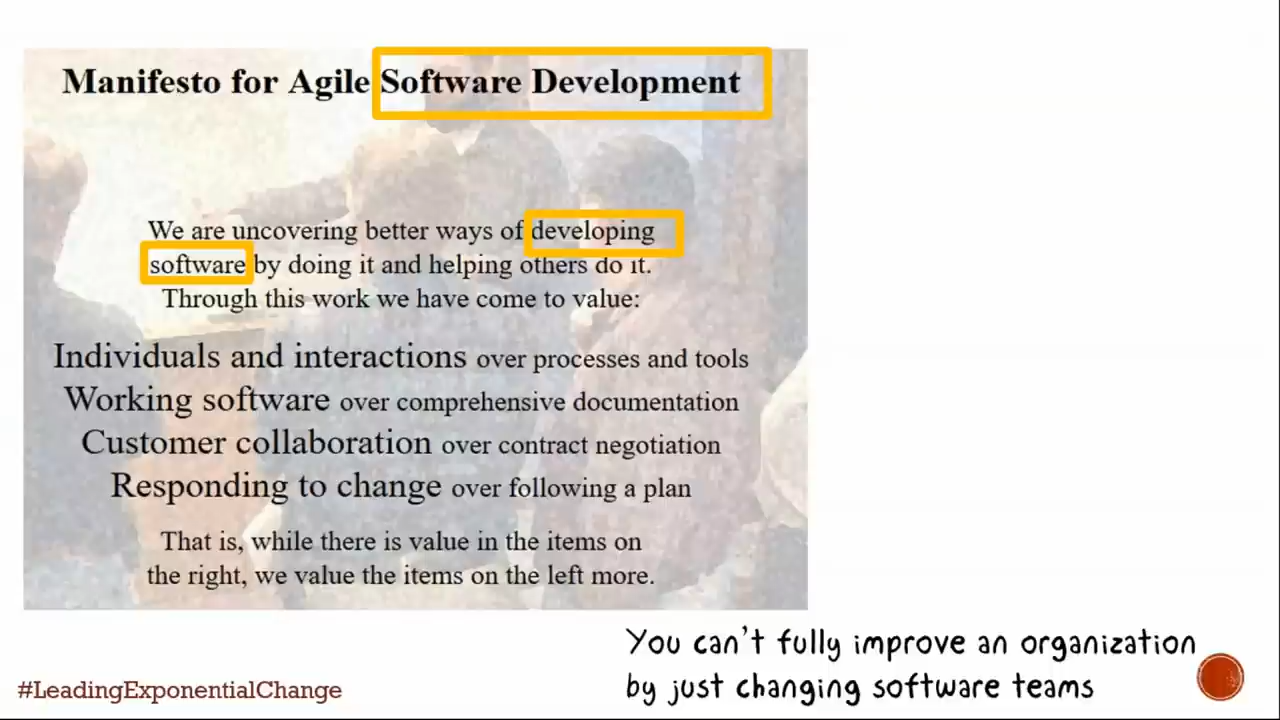 Manifesto for Agile Software Development
We are uncovering better ways of developing
software by doing it and helping others do it.
Through this work we have come to value:
Individuals and interactions over processes and tools
Working software over comprehensive documentation
Customer collaboration over contract negotiation
Responding to change over following a plan
That is, while there is value in the items on
the right, we value the items on the left more.
You can't fully improve an organization
by just changing software teams
#LeadingExponentialChange